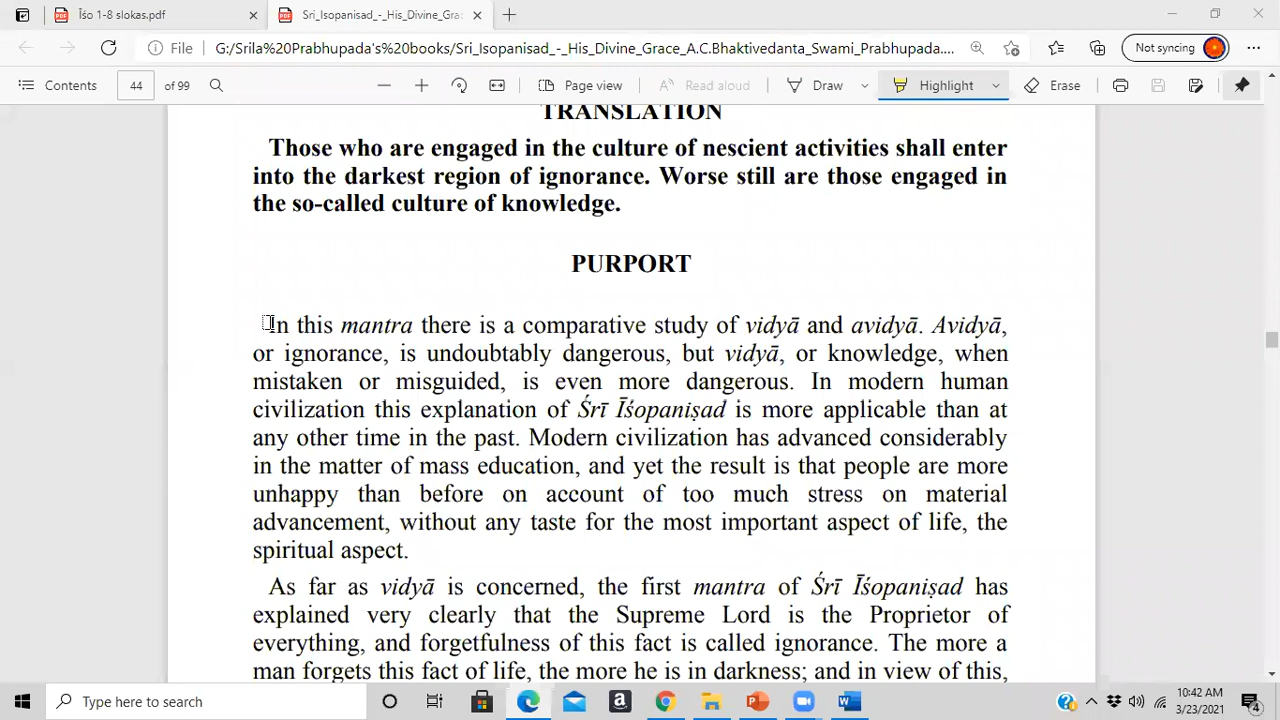 Īśo 1-8 slokas.pdf
Sri_Isopanisad_-_His_Divine_Grac
File
G:/Srila%20Prabhupada's%20books/Sri_Isopanisad_-_His_Divine_Grace_A.C.Bhaktivedanta_Swami_Prabhupada....
Not syncing
Contents
44
of 99
Page view
Read aloud
Draw
Highlight
Erase
TRANSLATION
Those who are engaged in the culture of nescient activities shall enter
into the darkest region of ignorance. Worse still are those engaged in
the so-called culture of knowledge.
PURPORT
In this mantra there is a comparative study of vidyā and avidyā. Avidyā,
or ignorance, is undoubtably dangerous, but vidyā, or knowledge, when
mistaken or misguided, is even more dangerous. In modern human
civilization this explanation of Śrī Īśopaniṣad is more applicable than at
any other time in the past. Modern civilization has advanced considerably
in the matter of mass education, and yet the result is that people are more
unhappy than before on account of too much stress on material
advancement, without any taste for the most important aspect of life, the
spiritual aspect.
As far as vidyā is concerned, the first mantra of Śrī Īśopaniṣad has
explained very clearly that the Supreme Lord is the Proprietor of
everything, and forgetfulness of this fact is called ignorance. The more a
man forgets this fact of life, the more he is in darkness; and in view of this,
Type here to search
10:42 AM
3/23/2021
4